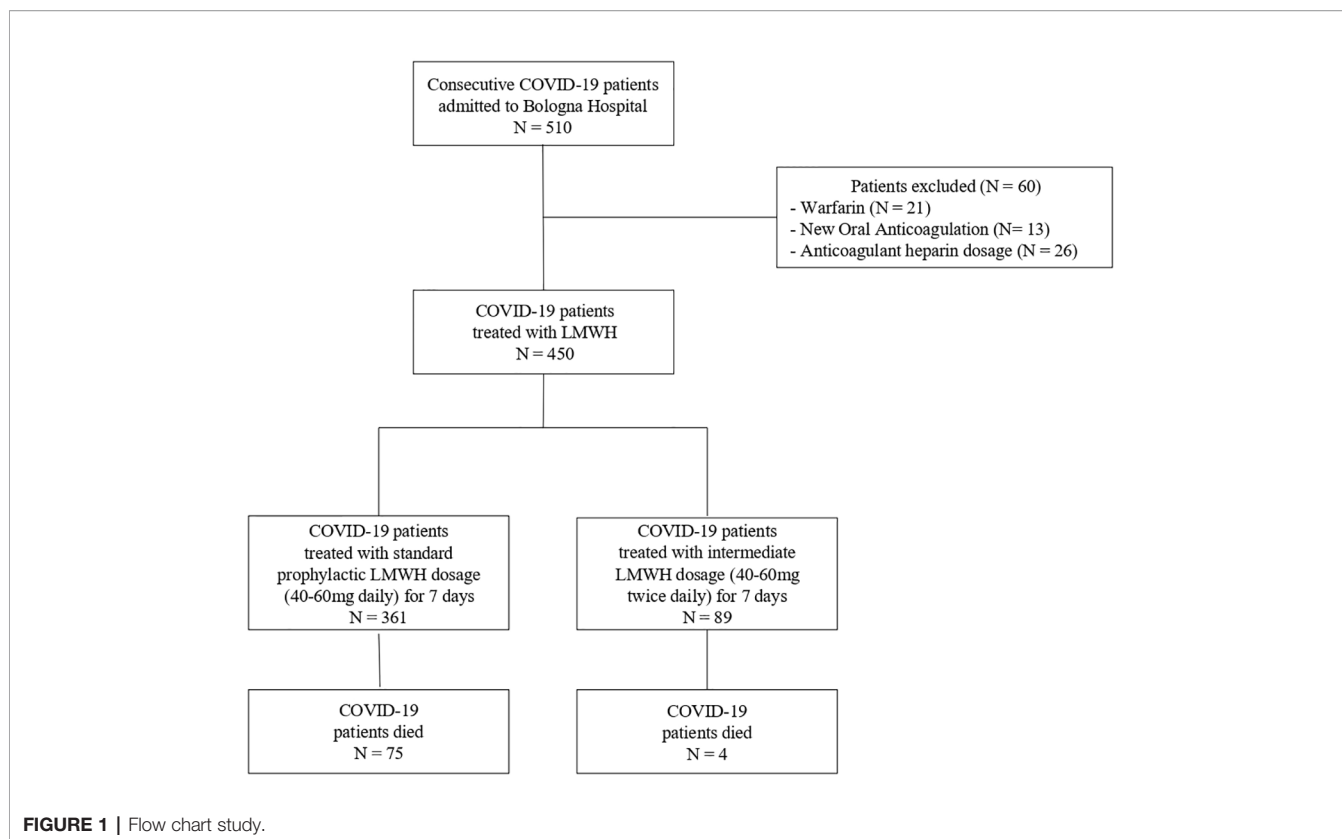 Consecutive COVID-19 patients
admitted to Bologna Hospital
N = 510
Patients excluded (N = 60)
- Warfarin (N = 21)
- New Oral Anticoagulation (N= 13)
- Anticoagulant heparin dosage (N = 26)
COVID-19 patients
treated with LMWH
N = 450
COVID-19 patients
treated with standard
prophylactic LMWH dosage
(40-60mg daily) for 7 days
N = 361
COVID-19 patients
treated with intermediate
LMWH dosage (40-60mg
twice daily) for 7 days
N = 89
COVID-19
patients died
N = 75
COVID-19
patients died
N = 4
FIGURE 1 | Flow chart study.